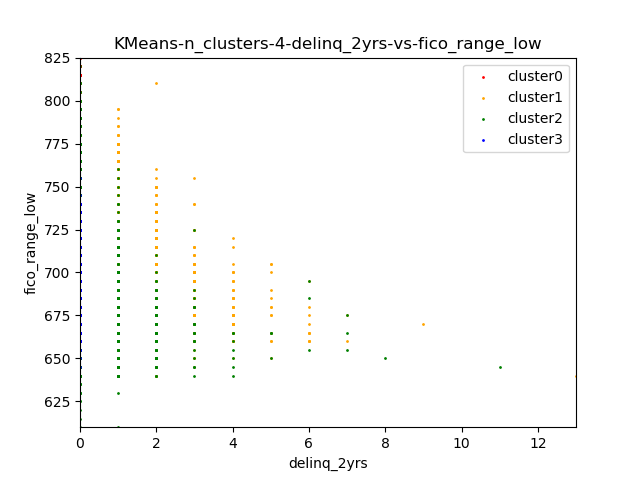 KMeans-n_clusters-4-delinq_2yrs-vs-fico_range_low
825
800
775
750
725
700
675
650
625
fico_range_low
cluster0
cluster1
cluster2
cluster3
0 2 4 6 8 10 12
delinq_2yrs